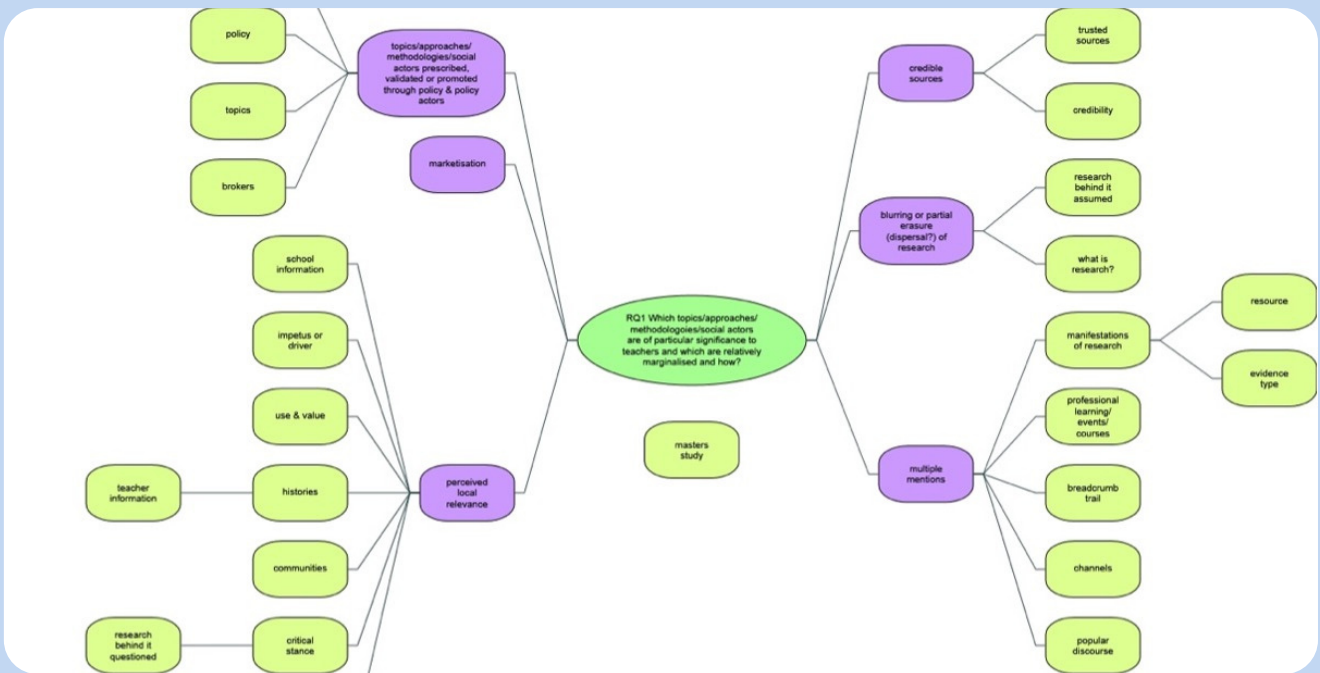 policy
topics
brokers
topics/approaches/
methodologies/social
actors prescribed,
validated or promoted
through policy & policy
actors
marketisation
school
information
impetus or
driver
use & value
teacher
information
histories
communities
research
behind it
questioned
critical
stance
perceived
local
relevance
RQ1 Which topics/approaches/
methodologoies/social actors
are of particular significance to
teachers and which are relatively
marginalised and how?
masters
study
credible
sources
trusted
sources
credibility
blurring or partial
erasure
(dispersal?) of
research
research
behind it
assumed
what is
research?
multiple
mentions
manifestations
of research
resource
evidence
type
professional
learning/
events/
courses
breadcrumb
trail
channels
popular
discourse